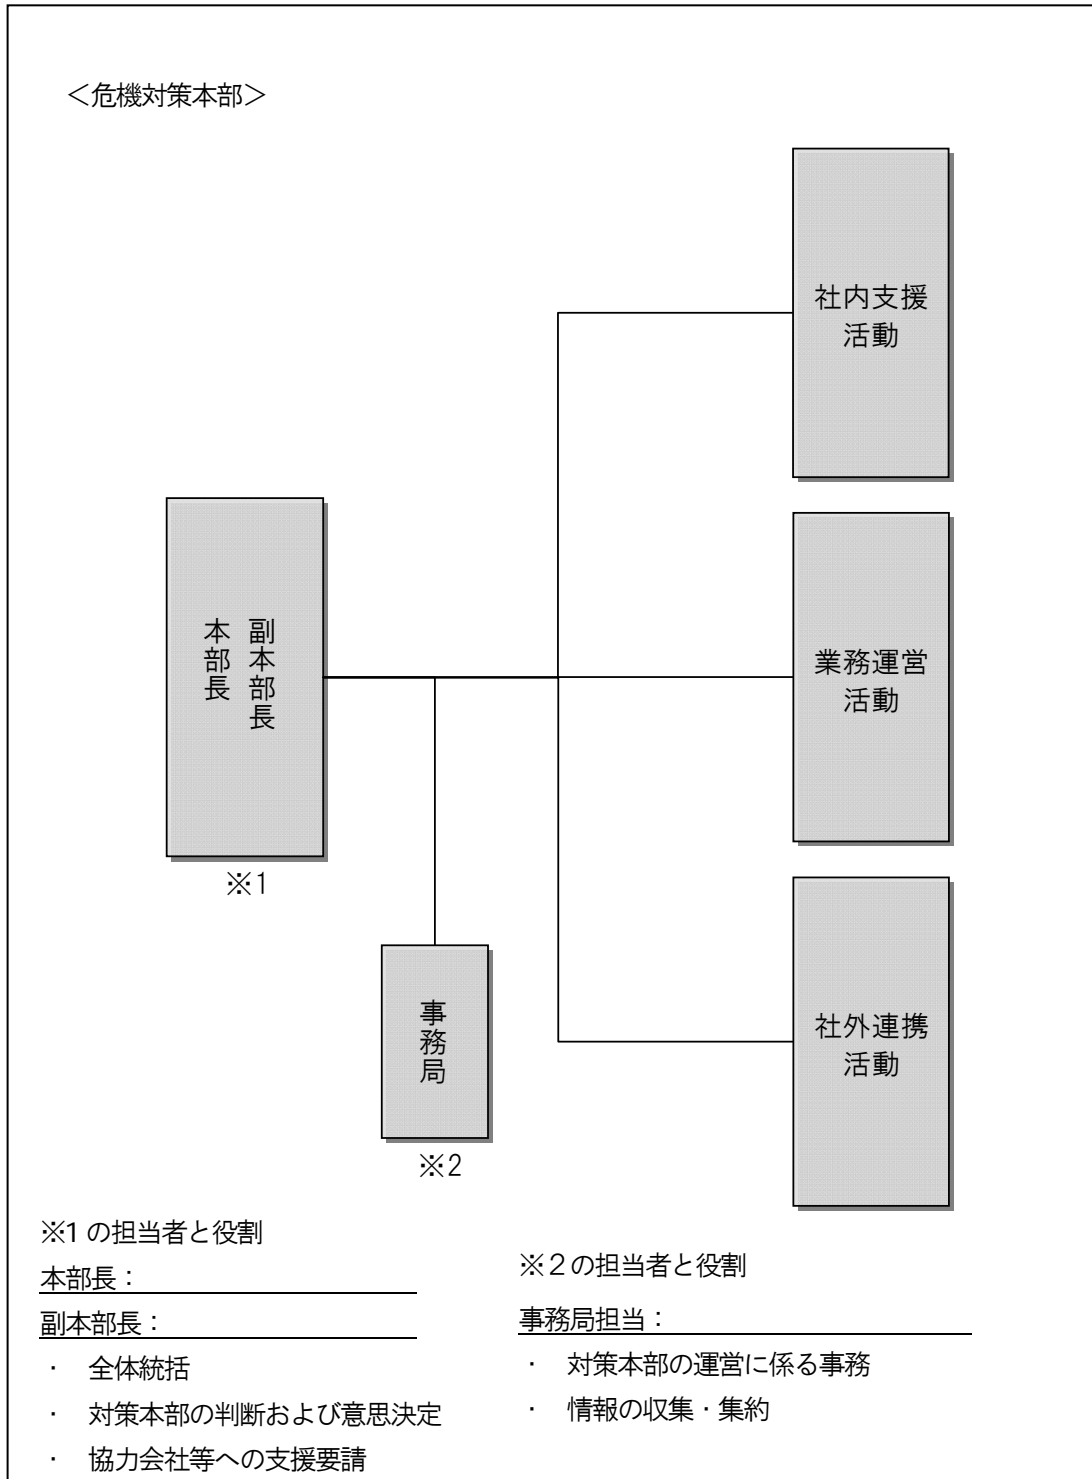 ＜危機対策本部＞
社内支援
活動
副本部長
本部長
業務運営
活動
※1
事務局
※2
社外連携
活動
※1の担当者と役割
本部長：
副本部長：
・ 全体統括
・ 対策本部の判断および意思決定
・ 協力会社等への支援要請
※２の担当者と役割
事務局担当：
・ 対策本部の運営に係る事務
・ 情報の収集・集約